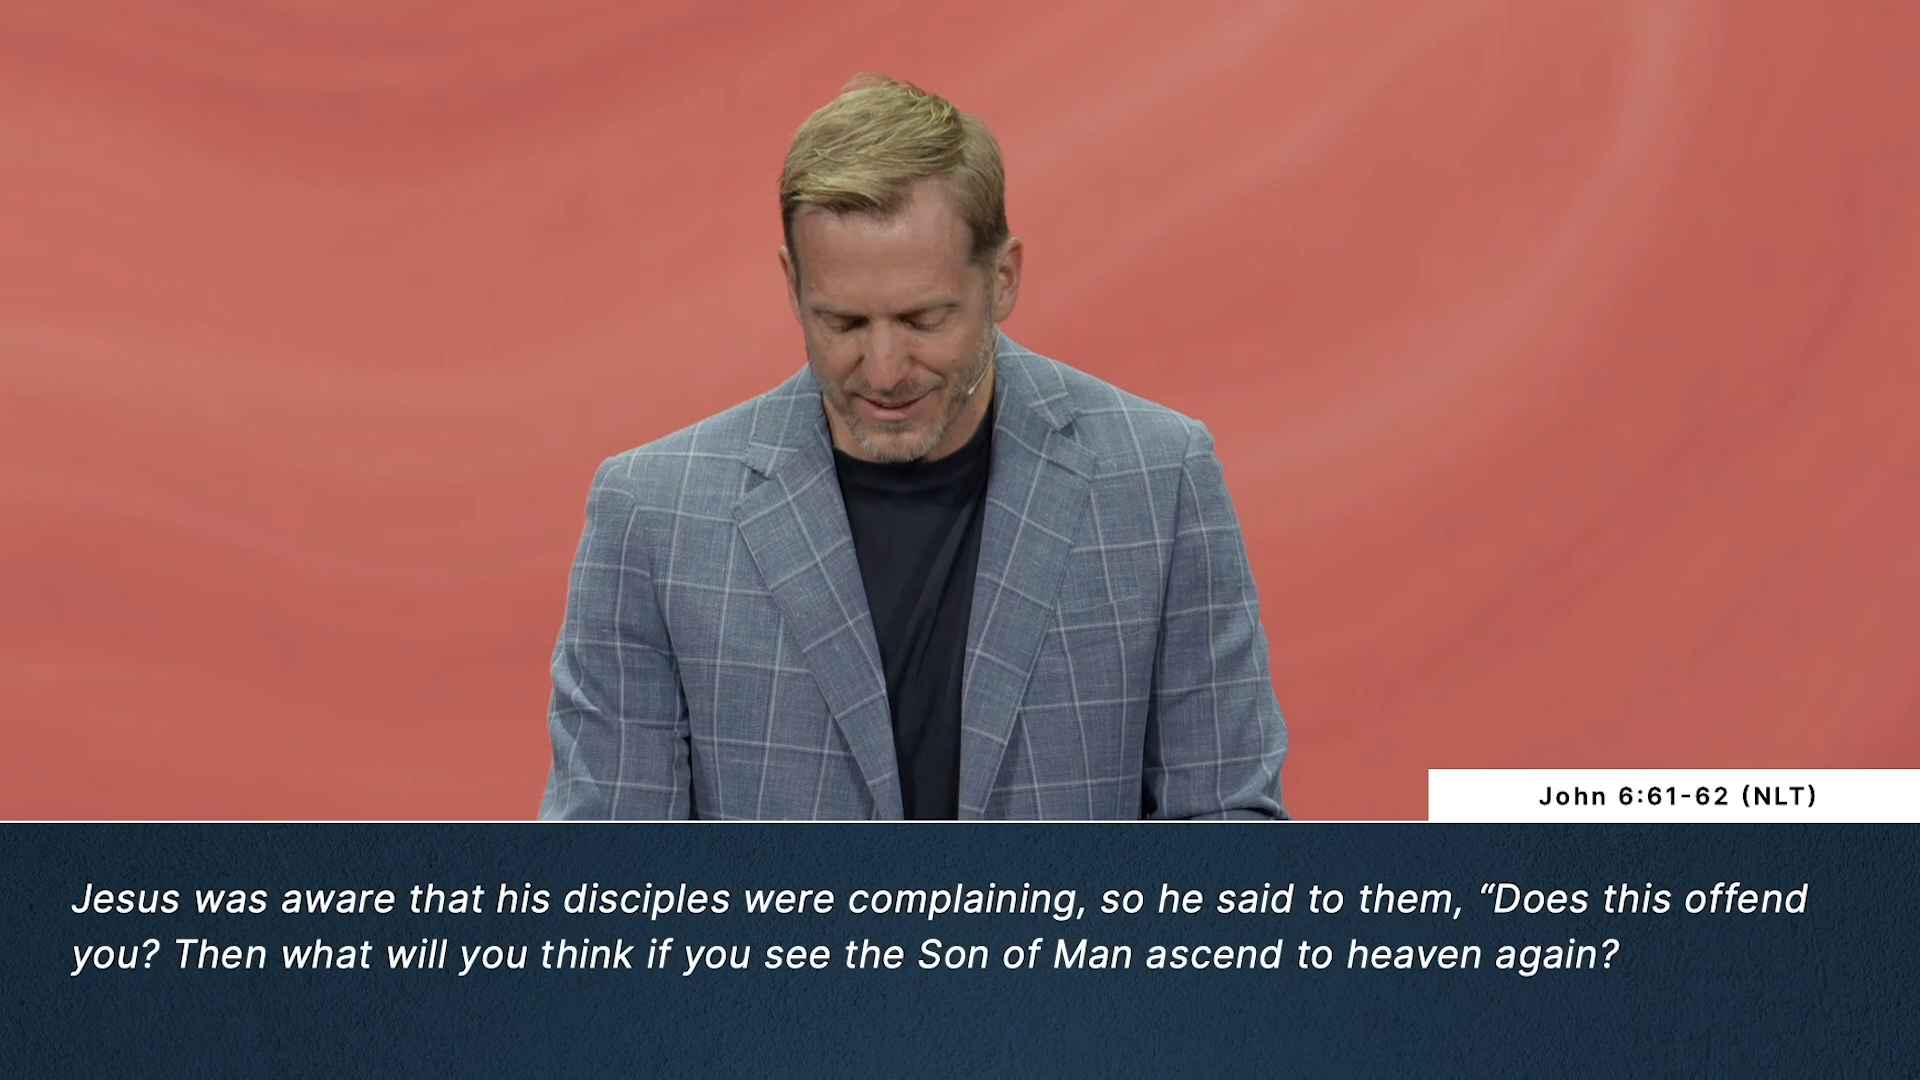 John 6:61-62 (NLT)
Jesus was aware that his disciples were complaining, so he said to them, “Does this offend
you? Then what will you think if you see the Son of Man ascend to heaven again?